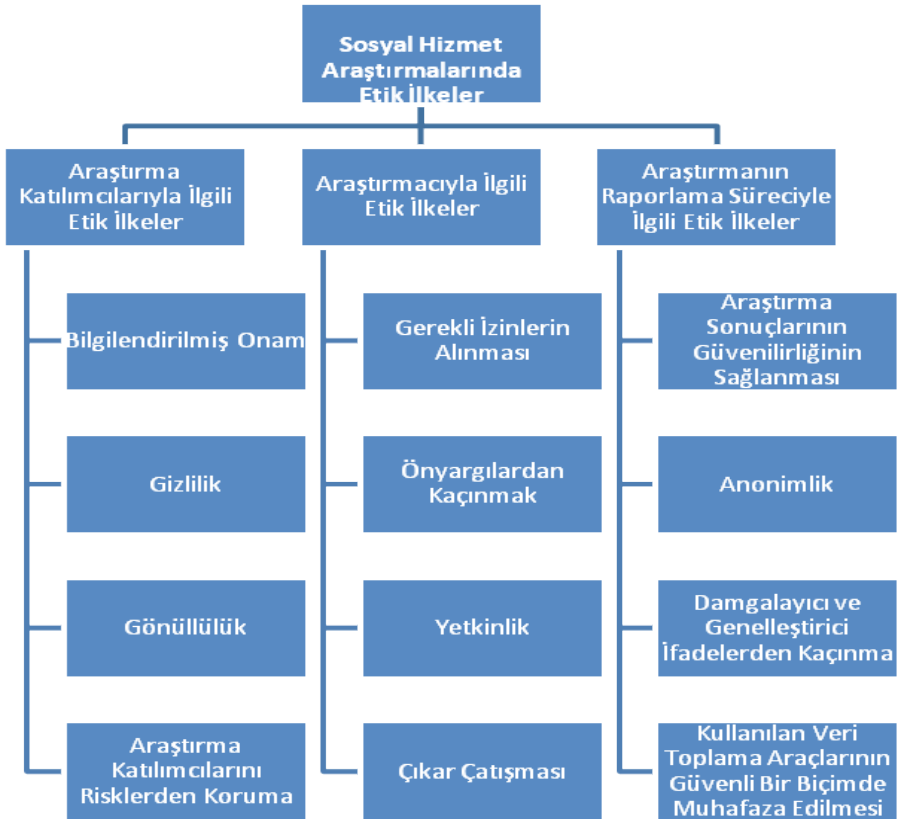 Sosyal Hizmet
Araştırmalarında
Etik İlkeler
Araştırma
Katılımcılarıyla İlgili
Etik İlkeler
Bilgilendirilmiş Onam
Gizlilik
Gönüllülük
Araştırma
Katılımcılarını
Risklerden Koruma
Araştırmacıyla İlgili
Etik İlkeler
Gerekli İzinlerin
Alınması
Önyargılardan
Kaçınmak
Yetkinlik
Çıkar Çatışması
Araştırmanın
Raporlama Süreciyle
İlgili Etik İlkeler
Araştırma
Sonuçlarının
Güvenilirliğinin
Sağlanması
Anonimlik
Damgalayıcı ve
Genelleştirici
İfadelerden Kaçınma
Kullanılan Veri
Toplama Araçlarının
Güvenli Bir Biçimde
Muhafaza Edilmesi